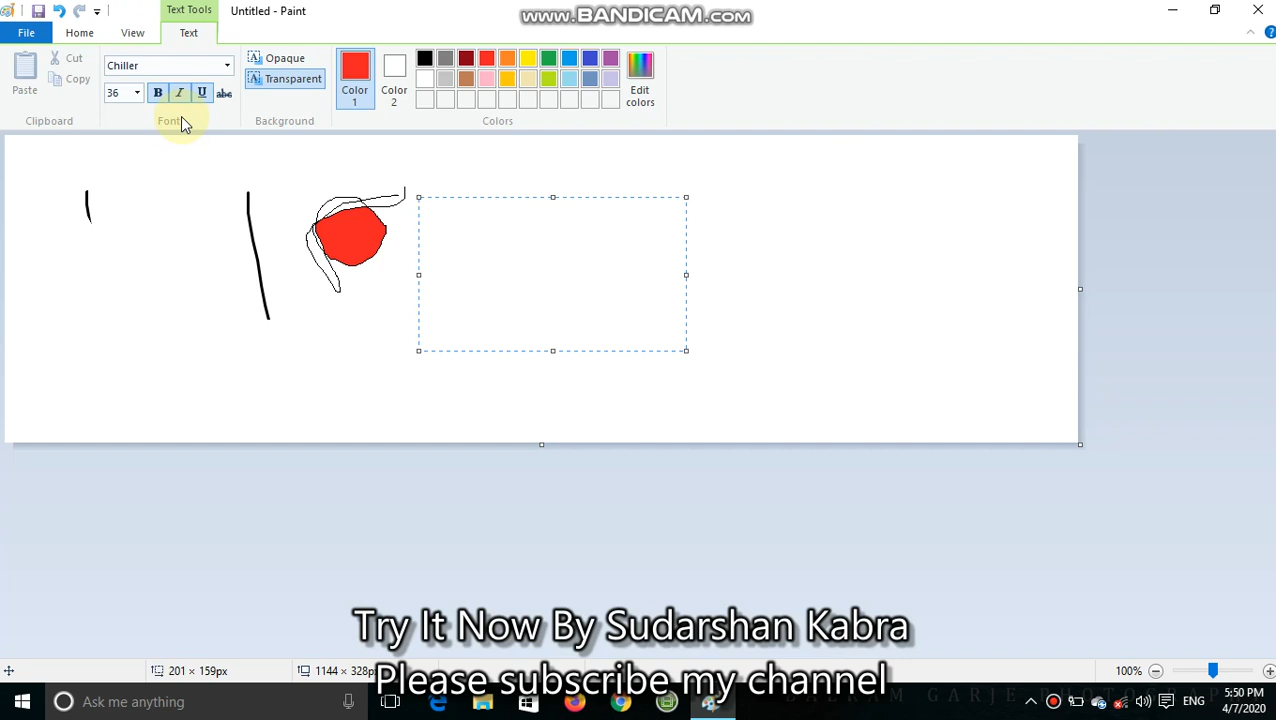 Text Tools
Untitled - Paint
www.BANDICAM.com
File
Home
View
Text
Paste
Cut
Copy
Clipboard
Chiller
36
B
I
U
abc
Font
Opaque
Transparent
Background
Color
1
Color
2
Edit
colors
Colors
Try It Now By Sudarshan Kabra
Please subscribe my channel
201 × 159px
1144 × 328px
100%
Ask me anything
ENG
5:50 PM
4/7/2020